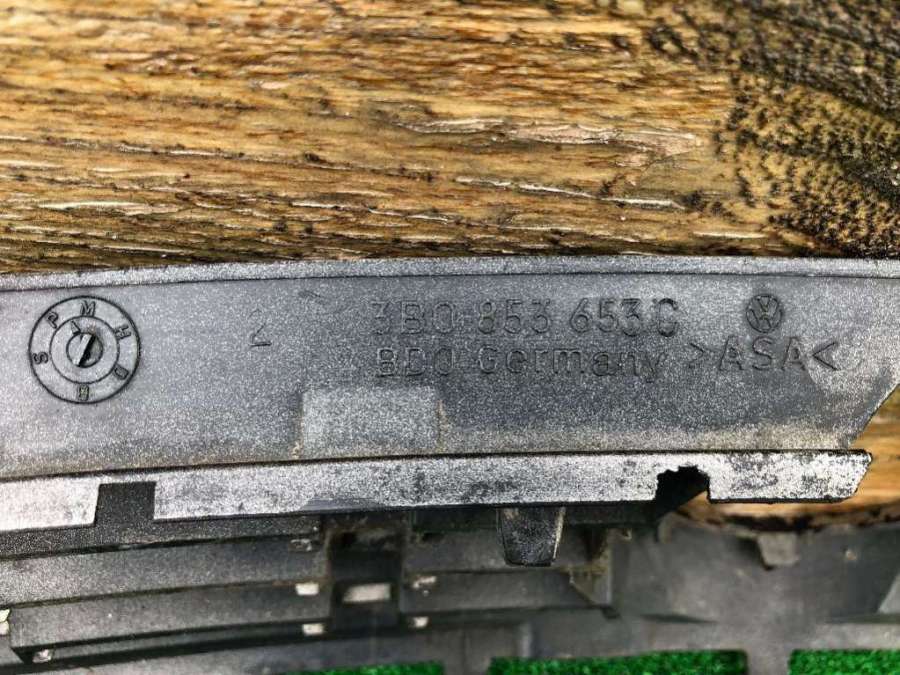 2
3B0 853 653 C
BDO Germany >ASA<
P M H D B S